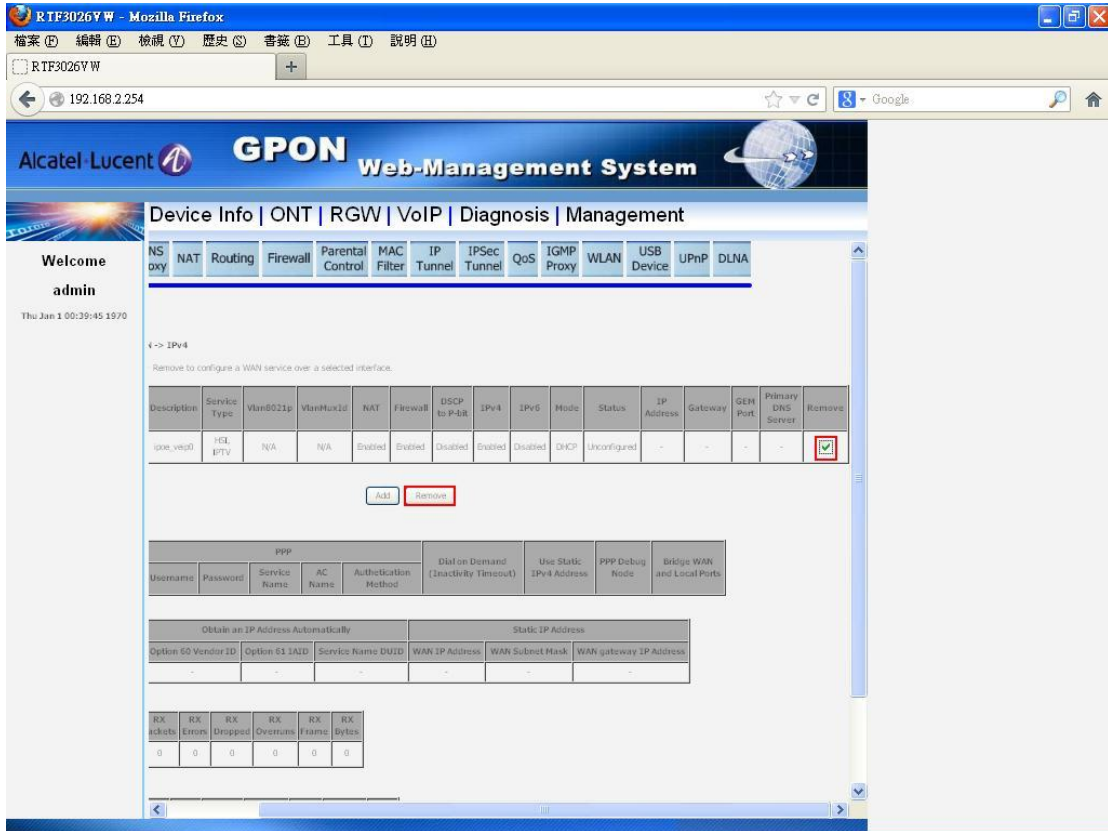 RTF3026VW - Mozilla Firefox
檔案 (F) 編輯 (E) 檢視 (V) 歷史 (S) 書籤 (B) 工具 (T) 說明 (H)
RTF3026VW +
192.168.2.254
8 - Google
Alcatel·Lucent
GPON Web-Management System
Device Info | ONT | RGW | VoIP | Diagnosis | Management
NS oxy NAT Routing Firewall Parental Control MAC Filter IP Tunnel IPSec Tunnel QoS IGMP Proxy WLAN USB Device UPnP DLNA
Welcome
admin
Thu Jan 1 00:39:45 1970
-> IPv4
Remove to configure a WAN service over a selected interface.
Description Service Type Vlan8021p VlanMuxId NAT Firewall DSCP to P-bit IPv4 IPv6 Mode Status IP Address Gateway GEM Port Primary DNS Server Remove
ipoe_veip0 HSI, IPTV N/A N/A Enabled Enabled Disabled Enabled Disabled DHCP Unconfigured - - - -
Add Remove
PPP
Dial on Demand (Inactivity Timeout) Use Static IPv4 Address PPP Debug Node Bridge WAN and Local Ports
Username Password Service Name AC Name Authetication Method
Obtain an IP Address Automatically Static IP Address
Option 60 Vendor ID Option 61 IAID Service Name DUID WAN IP Address WAN Subnet Mask WAN gateway IP Address
- - - - - -
RX ackets RX Errors RX Dropped RX Overruns RX Frame RX Bytes
0 0 0 0 0 0